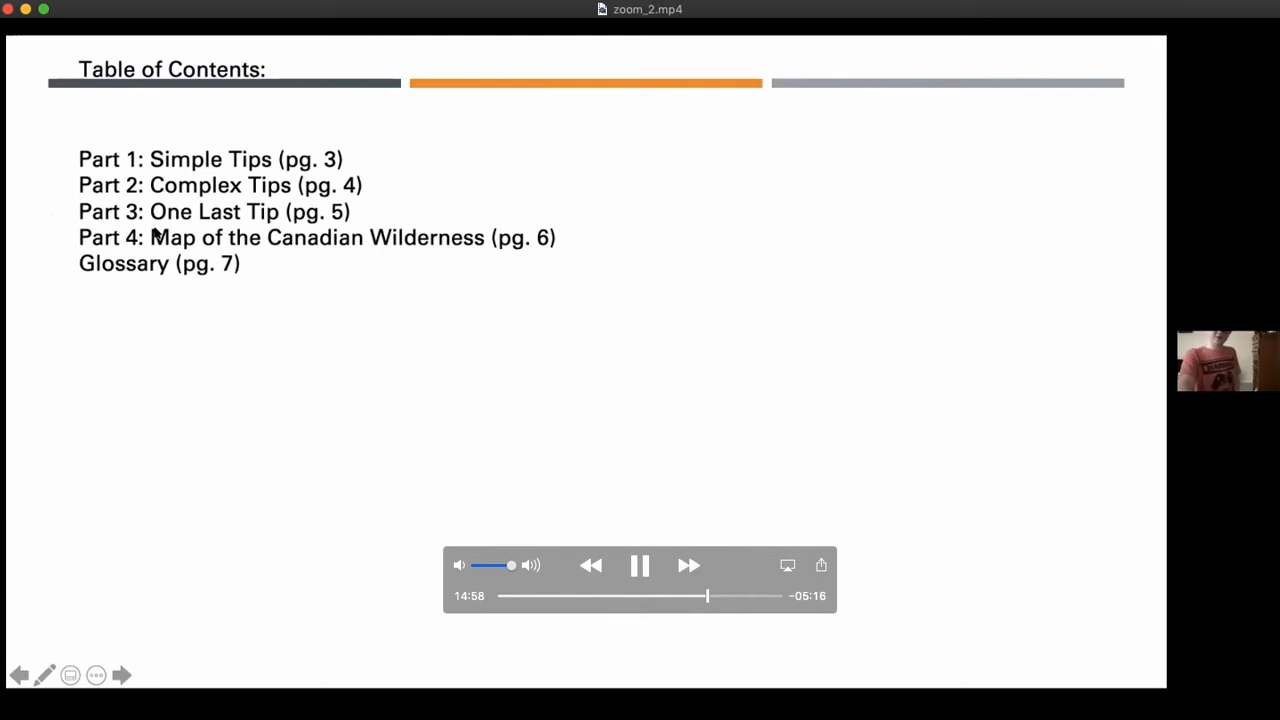 zoom_2.mp4
Table of Contents:
Part 1: Simple Tips (pg. 3)
Part 2: Complex Tips (pg. 4)
Part 3: One Last Tip (pg. 5)
Part 4: Map of the Canadian Wilderness (pg. 6)
Glossary (pg. 7)
14:58
-05:16